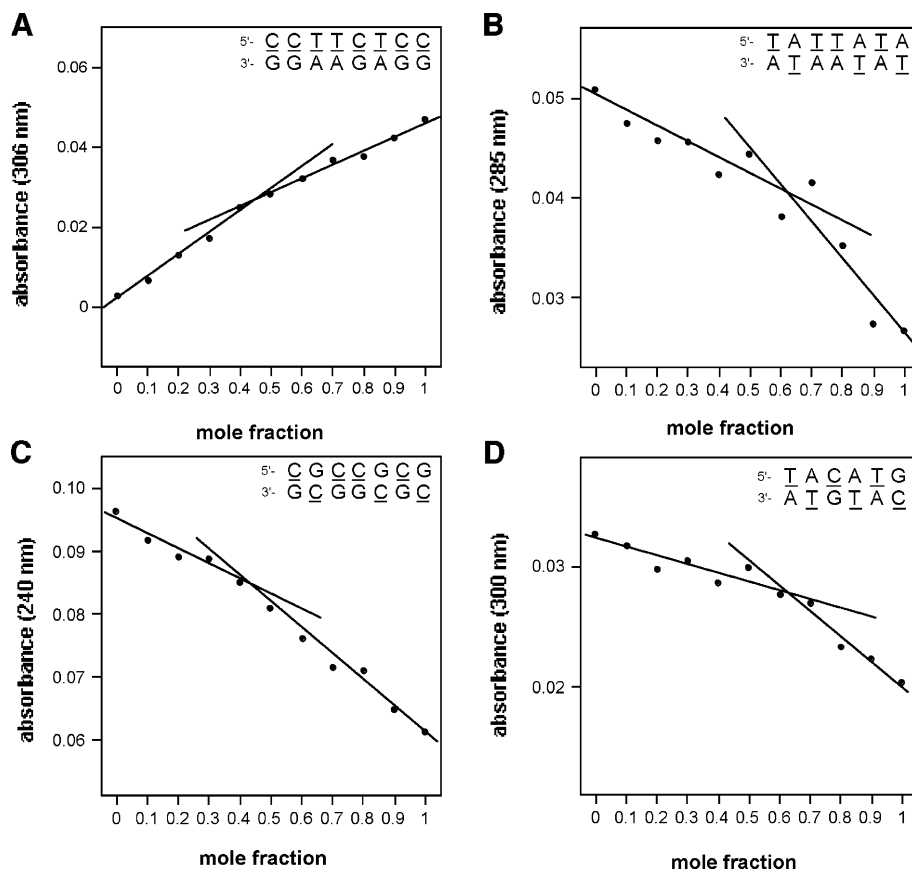 A
5'- C C T T C T C C
3'- G G A A G A G G
0.06
0.04
0.02
0
absorbance (306 nm)
0 0.1 0.2 0.3 0.4 0.5 0.6 0.7 0.8 0.9 1
mole fraction
B
5'- T A T T A T A
3'- A T A A T A T
0.05
0.04
0.03
absorbance (285 nm)
0 0.1 0.2 0.3 0.4 0.5 0.6 0.7 0.8 0.9 1
mole fraction
C
5'- C G C C G C G
3'- G C G G C G C
0.10
0.09
0.08
0.07
0.06
absorbance (240 nm)
0 0.1 0.2 0.3 0.4 0.5 0.6 0.7 0.8 0.9 1
mole fraction
D
5'- T A C A T G
3'- A T G T A C
0.03
0.02
absorbance (300 nm)
0 0.1 0.2 0.3 0.4 0.5 0.6 0.7 0.8 0.9 1
mole fraction